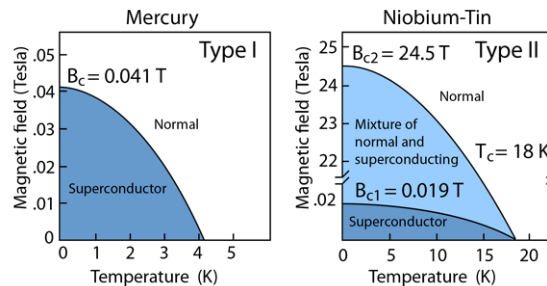 Mercury
Type I
B_c = 0.041 T
Normal
Superconductor
Magnetic field (Tesla)
.05
.04
.03
.02
.01
0
0 1 2 3 4 5
Temperature (K)
Niobium-Tin
Type II
B_c2 = 24.5 T
Normal
Mixture of
normal and
superconducting
T_c = 18 K
B_c1 = 0.019 T
Superconductor
Magnetic field (Tesla)
25
24
23
22
.02
0 5 10 15 20
Temperature (K)